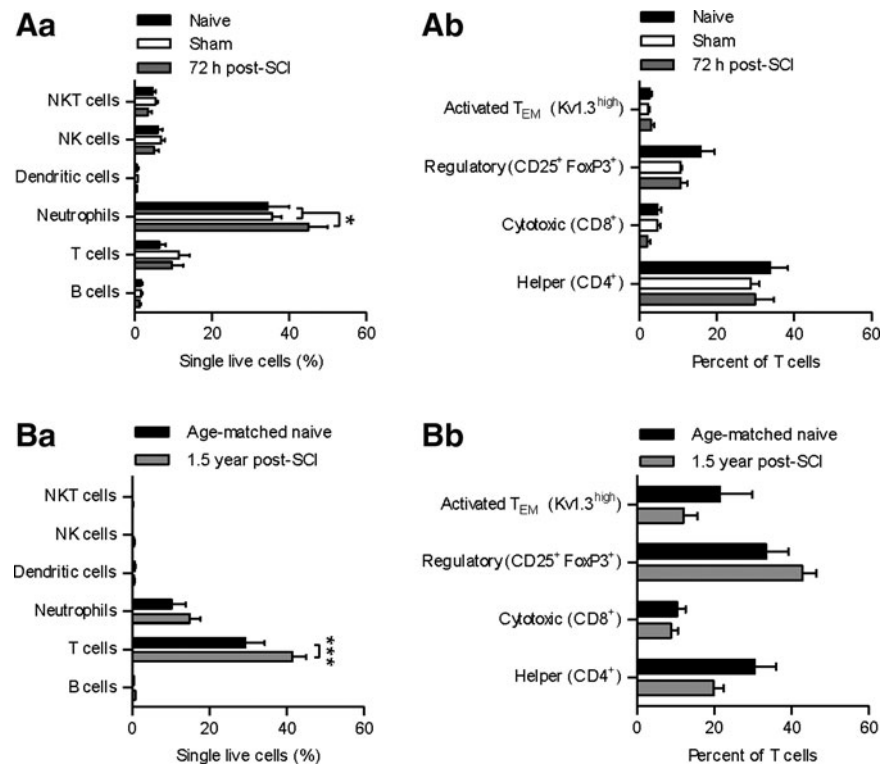 Aa
Naive
Sham
72 h post-SCI
NKT cells
NK cells
Dendritic cells
Neutrophils
T cells
B cells
*
0 20 40 60
Single live cells (%)
Ab
Naive
Sham
72 h post-SCI
Activated T_EM (Kv1.3^high)
Regulatory (CD25⁺ FoxP3⁺)
Cytotoxic (CD8⁺)
Helper (CD4⁺)
0 20 40 60
Percent of T cells
Ba
Age-matched naive
1.5 year post-SCI
NKT cells
NK cells
Dendritic cells
Neutrophils
T cells
B cells
***
0 20 40 60
Single live cells (%)
Bb
Age-matched naive
1.5 year post-SCI
Activated T_EM (Kv1.3^high)
Regulatory (CD25⁺ FoxP3⁺)
Cytotoxic (CD8⁺)
Helper (CD4⁺)
0 20 40 60
Percent of T cells